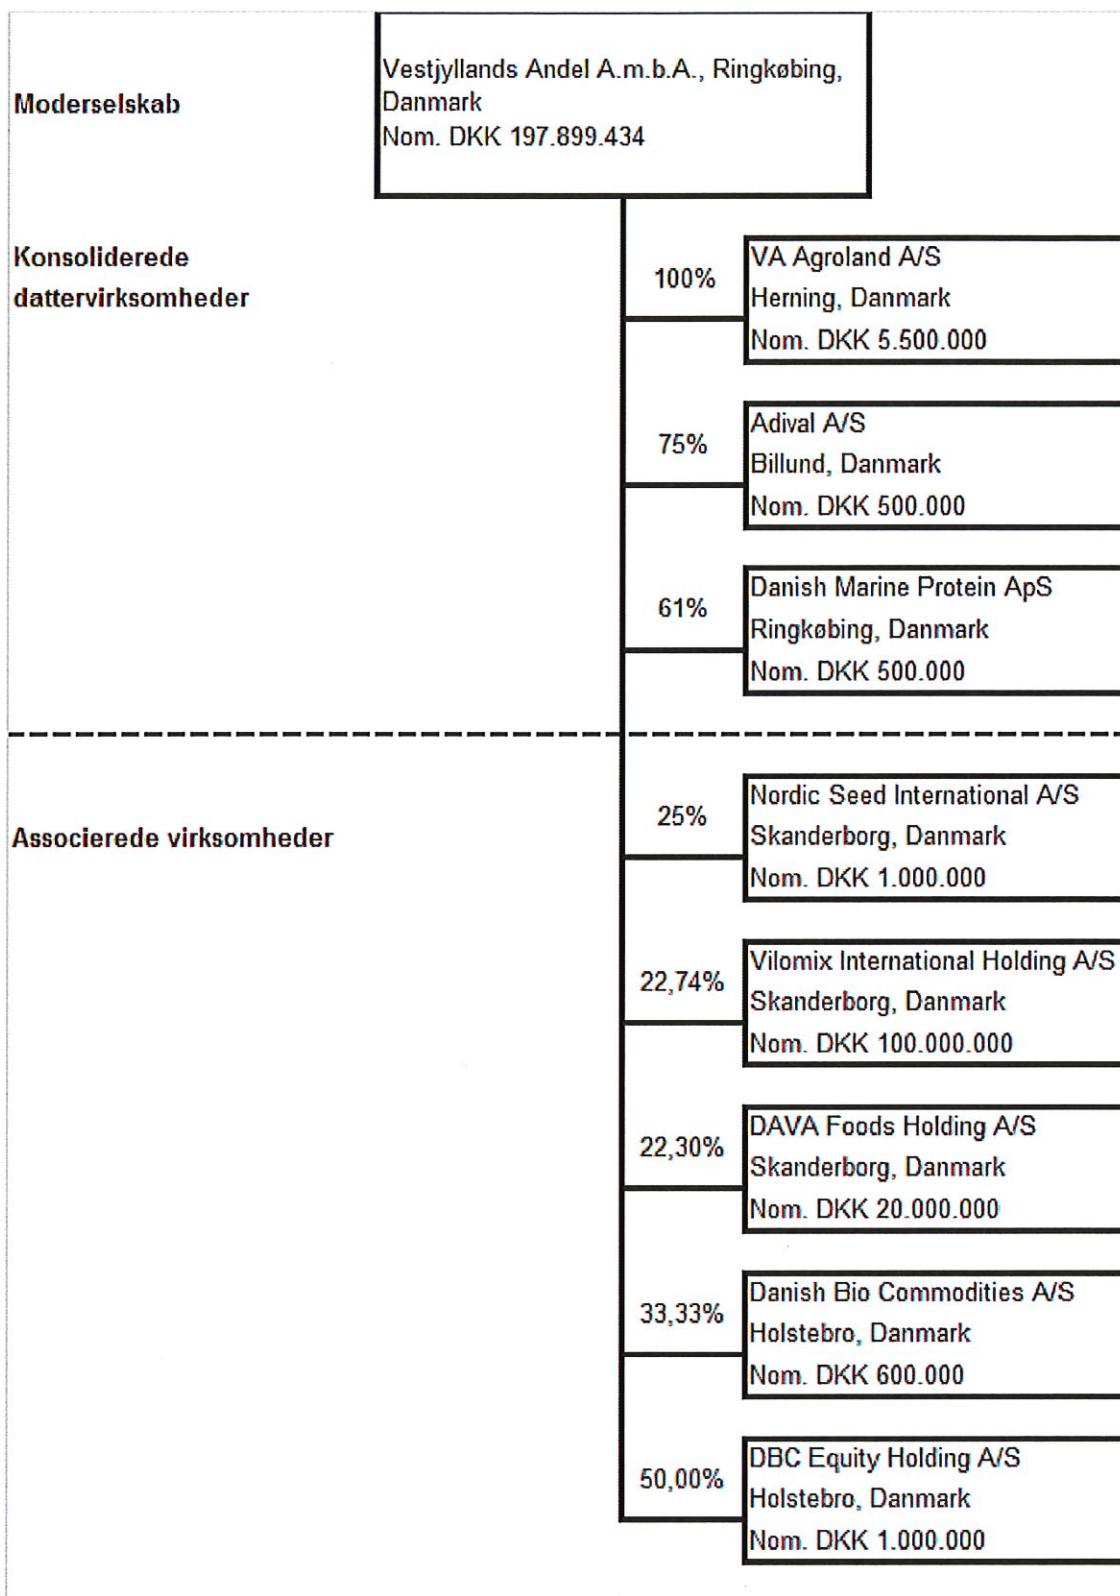 Moderselskab
Vestjyllands Andel A.m.b.A., Ringkøbing,
Danmark
Nom. DKK 197.899.434
Konsoliderede
dattervirksomheder
100%
VA Agroland A/S
Herning, Danmark
Nom. DKK 5.500.000
75%
Adival A/S
Billund, Danmark
Nom. DKK 500.000
61%
Danish Marine Protein ApS
Ringkøbing, Danmark
Nom. DKK 500.000
Associerede virksomheder
25%
Nordic Seed International A/S
Skanderborg, Danmark
Nom. DKK 1.000.000
22,74%
Vilomix International Holding A/S
Skanderborg, Danmark
Nom. DKK 100.000.000
22,30%
DAVA Foods Holding A/S
Skanderborg, Danmark
Nom. DKK 20.000.000
33,33%
Danish Bio Commodities A/S
Holstebro, Danmark
Nom. DKK 600.000
50,00%
DBC Equity Holding A/S
Holstebro, Danmark
Nom. DKK 1.000.000